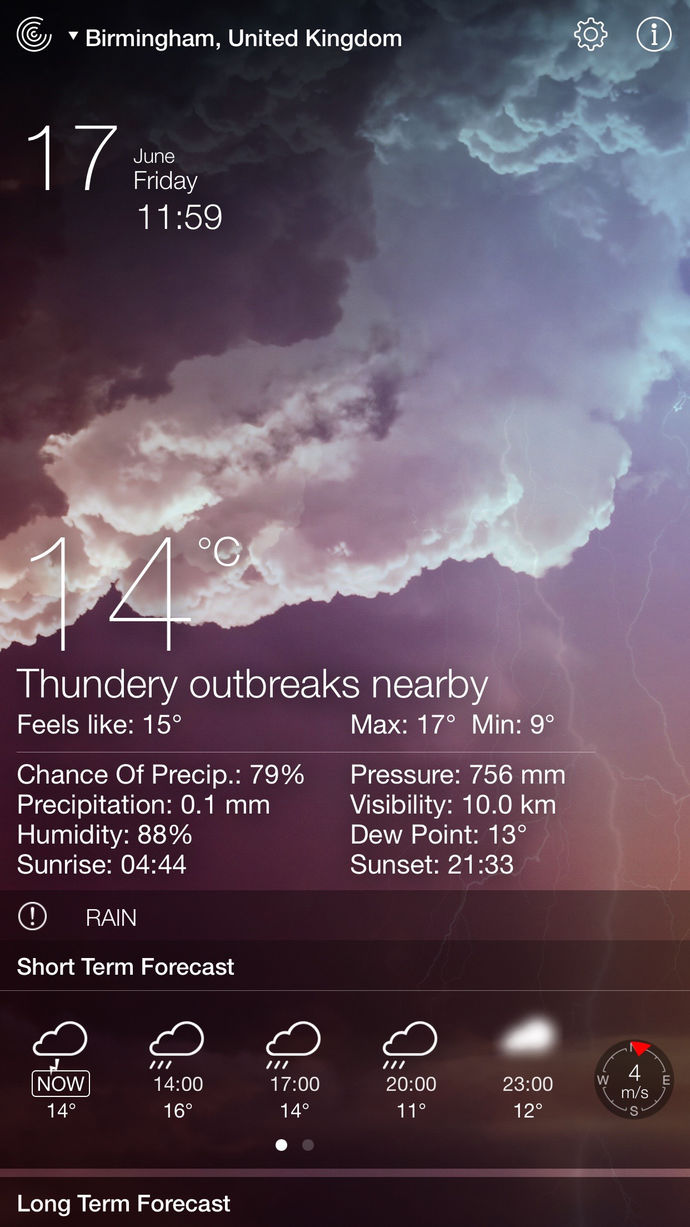 Birmingham, United Kingdom
17
June
Friday
11:59
14 °C
Thundery outbreaks nearby
Feels like: 15° Max: 17° Min: 9°
Chance Of Precip.: 79% Pressure: 756 mm
Precipitation: 0.1 mm Visibility: 10.0 km
Humidity: 88% Dew Point: 13°
Sunrise: 04:44 Sunset: 21:33
RAIN
Short Term Forecast
NOW 14:00 17:00 20:00 23:00
14° 16° 14° 11° 12°
N
W E
4
m/s
S
Long Term Forecast